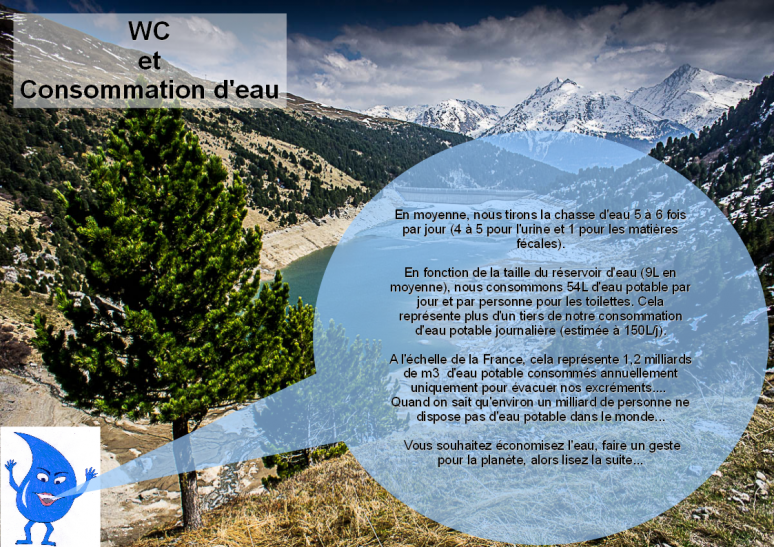 WC
et
Consommation d'eau
En moyenne, nous tirons la chasse d'eau 5 à 6 fois
par jour (4 à 5 pour l'urine et 1 pour les matières
fécales).
En fonction de la taille du réservoir d'eau (9L en
moyenne), nous consommons 54L d'eau potable par
jour et par personne pour les toilettes. Cela
représente plus d'un tiers de notre consommation
d'eau potable journalière (estimée à 150L/j).
A l'échelle de la France, cela représente 1,2 milliards
de m3 d'eau potable consommés annuellement
uniquement pour évacuer nos excréments....
Quand on sait qu'environ un milliard de personne ne
dispose pas d'eau potable dans le monde...
Vous souhaitez économisez l'eau, faire un geste
pour la planète, alors lisez la suite...